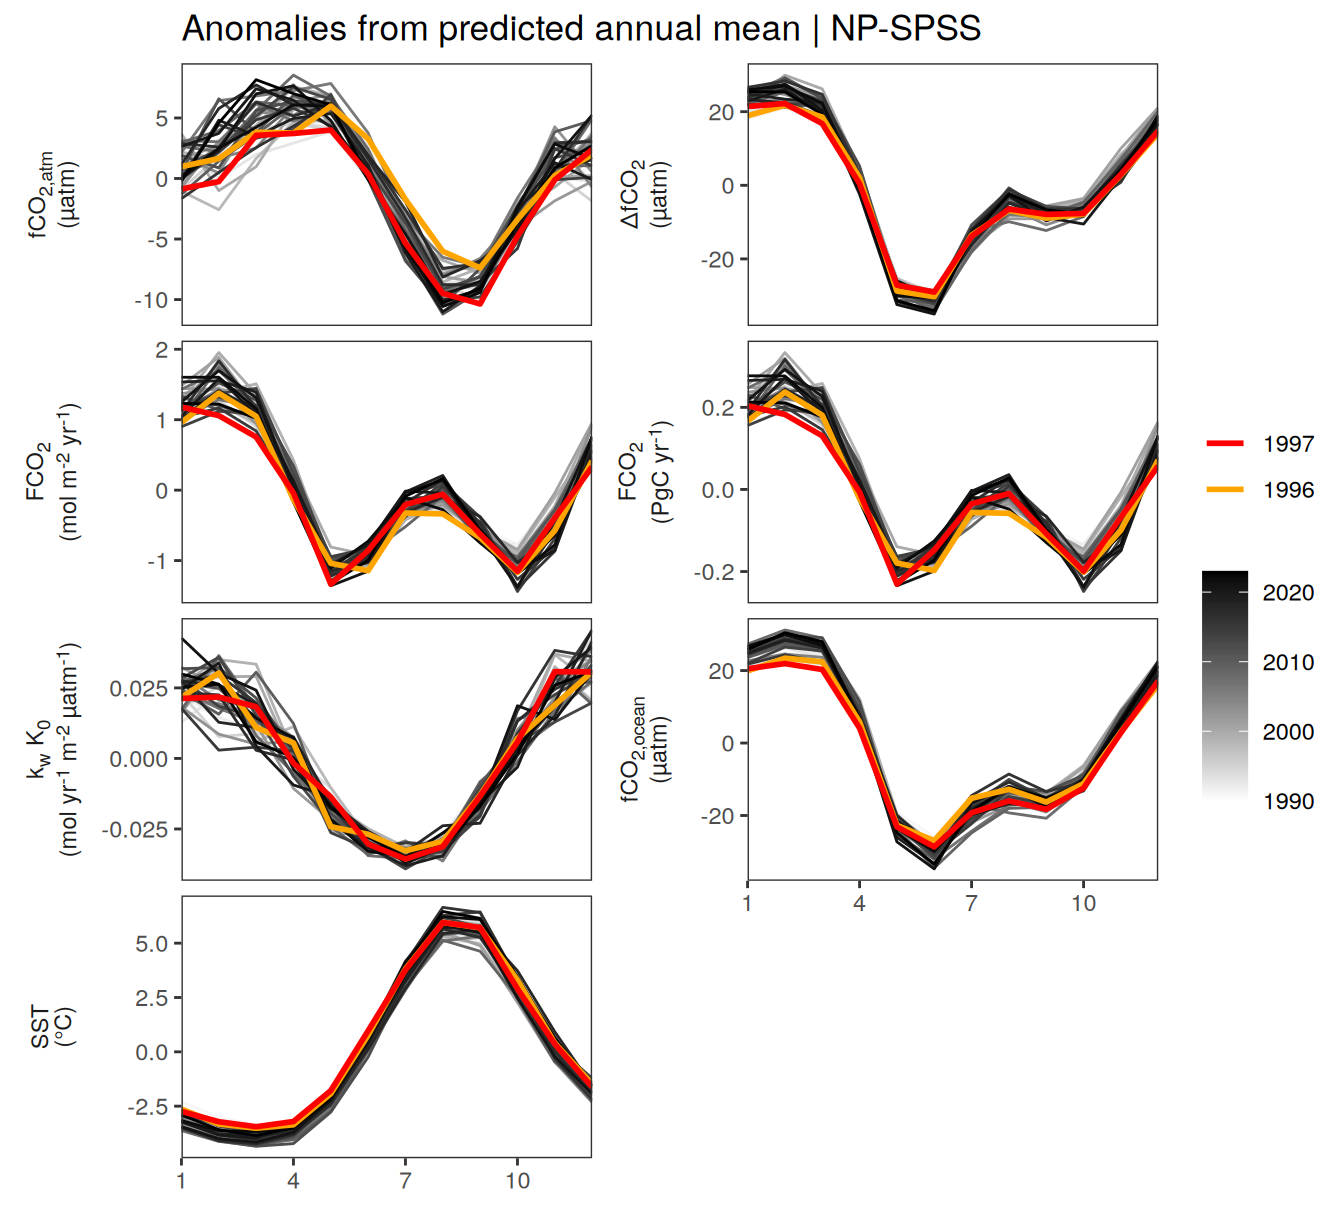 Anomalies from predicted annual mean | NP-SPSS
fCO2,atm
(µatm)
5
0
-5
-10
ΔfCO2
(µatm)
20
0
-20
FCO2
(mol m-2 yr-1)
2
1
0
-1
FCO2
(PgC yr-1)
0.2
0.0
-0.2
kw K0
(mol yr-1 m-2 µatm-1)
0.025
0.000
-0.025
fCO2,ocean
(µatm)
20
0
-20
1 4 7 10
SST
(°C)
5.0
2.5
0.0
-2.5
1 4 7 10
1997
1996
2020
2010
2000
1990